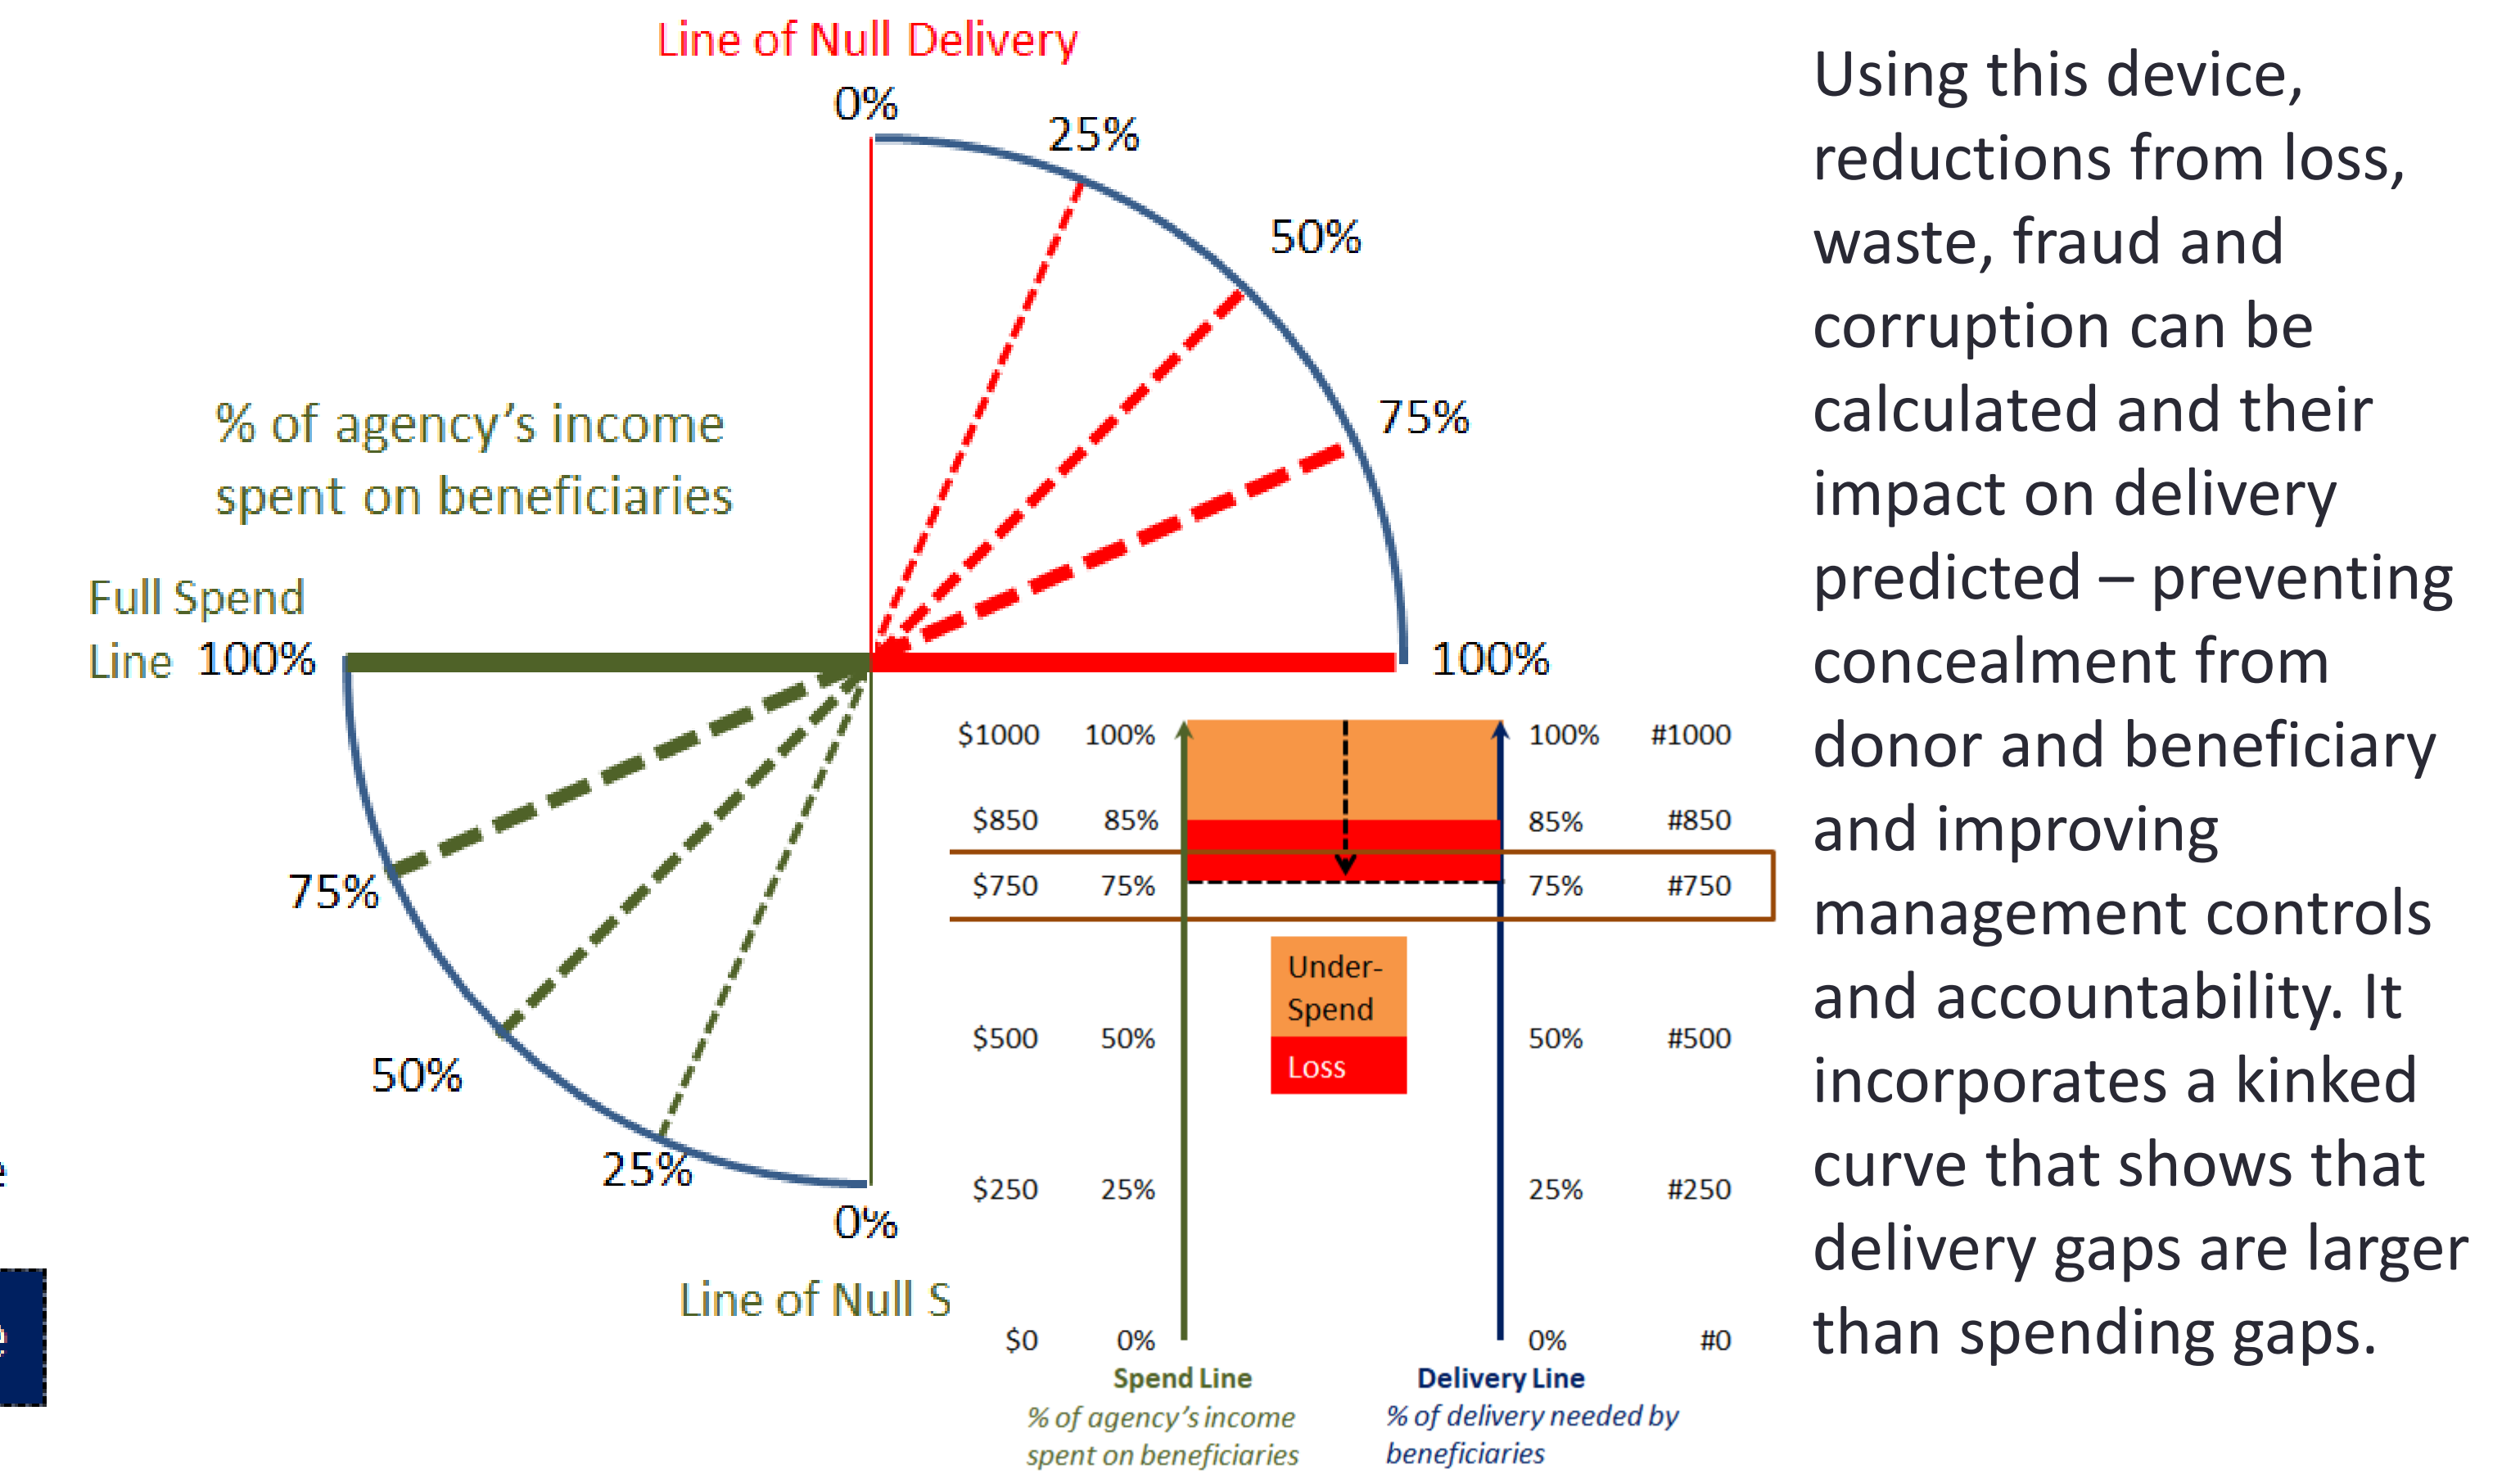 Line of Null Delivery
0%
25%
50%
75%
100%
% of agency's income
spent on beneficiaries
Full Spend
Line 100%
75%
50%
25%
0%
Line of Null S
$1000 100% 100% #1000
$850 85% 85% #850
$750 75% 75% #750
Under-
Spend
Loss
$500 50% 50% #500
$250 25% 25% #250
$0 0% 0% #0
Spend Line
% of agency's income
spent on beneficiaries
Delivery Line
% of delivery needed by
beneficiaries
Using this device,
reductions from loss,
waste, fraud and
corruption can be
calculated and their
impact on delivery
predicted – preventing
concealment from
donor and beneficiary
and improving
management controls
and accountability. It
incorporates a kinked
curve that shows that
delivery gaps are larger
than spending gaps.